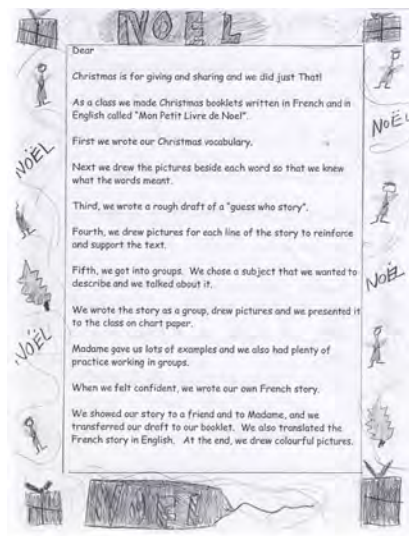 NOEL
Dear
Christmas is for giving and sharing and we did just That!
As a class we made Christmas booklets written in French and in
English called "Mon Petit Livre de Noel".
NOËL
First we wrote our Christmas vocabulary.
NOËL
Next we drew the pictures beside each word so that we knew
what the words meant.
Third, we wrote a rough draft of a "guess who story".
Fourth, we drew pictures for each line of the story to reinforce
and support the text.
Fifth, we got into groups. We chose a subject that we wanted to
describe and we talked about it.
NOËL
We wrote the story as a group, drew pictures and we presented it
to the class on chart paper.
NOËL
Madame gave us lots of examples and we also had plenty of
practice working in groups.
When we felt confident, we wrote our own French story.
We showed our story to a friend and to Madame, and we
transferred our draft to our booklet. We also translated the
French story in English. At the end, we drew colourful pictures.
NOEL